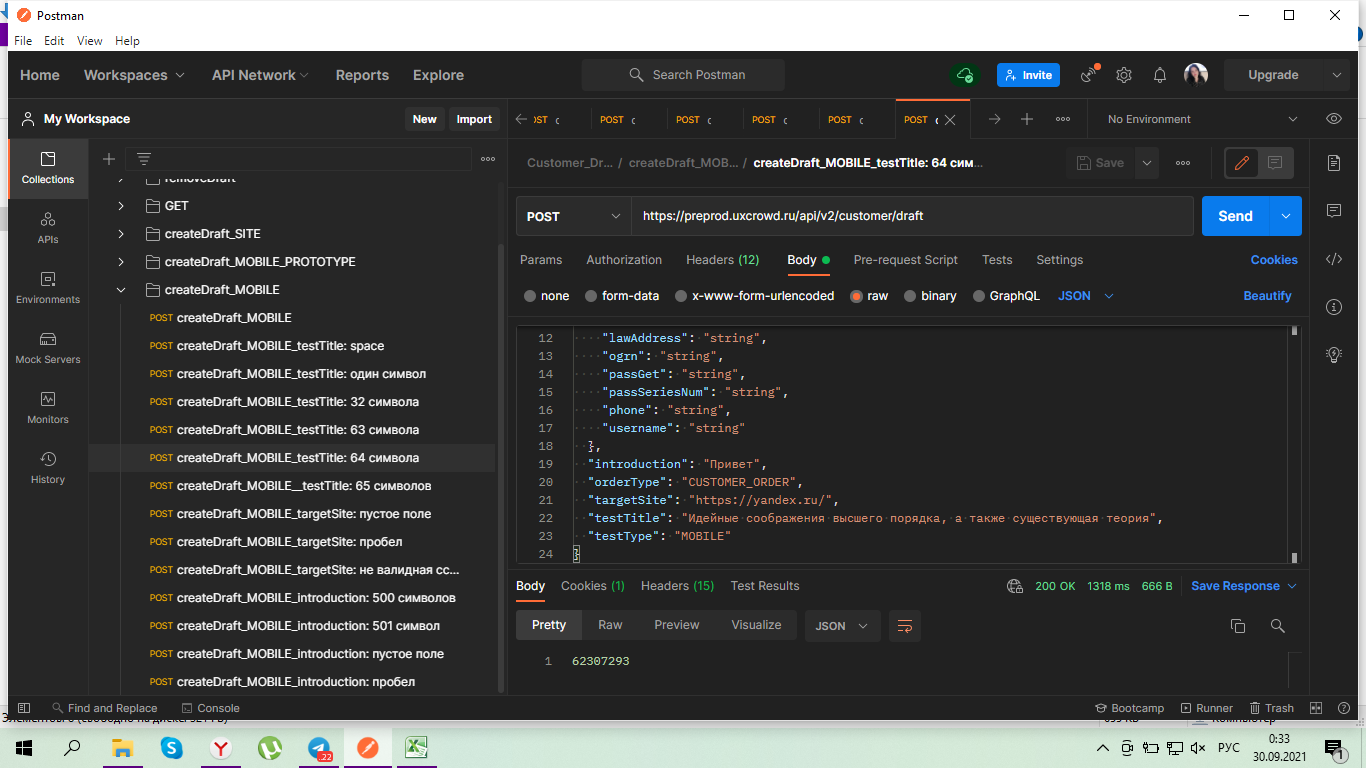 Postman
File Edit View Help
Home Workspaces API Network Reports Explore Search Postman Invite Upgrade
My Workspace New Import
POST c POST c POST c POST c POST c No Environment
Collections
APIs
Environments
Mock Servers
Monitors
History
GET
createDraft_SITE
createDraft_MOBILE_PROTOTYPE
createDraft_MOBILE
POST createDraft_MOBILE
POST createDraft_MOBILE_testTitle: space
POST createDraft_MOBILE_testTitle: один символ
POST createDraft_MOBILE_testTitle: 32 символа
POST createDraft_MOBILE_testTitle: 63 символа
POST createDraft_MOBILE_testTitle: 64 символа
POST createDraft_MOBILE__testTitle: 65 символов
POST createDraft_MOBILE_targetSite: пустое поле
POST createDraft_MOBILE_targetSite: пробел
POST createDraft_MOBILE_targetSite: не валидная сс...
POST createDraft_MOBILE_introduction: 500 символов
POST createDraft_MOBILE_introduction: 501 символ
POST createDraft_MOBILE_introduction: пустое поле
POST createDraft_MOBILE_introduction: пробел
Customer_Dr... / createDraft_MOB... / createDraft_MOBILE_testTitle: 64 сим... Save
POST https://preprod.uxcrowd.ru/api/v2/customer/draft Send
Params Authorization Headers (12) Body Pre-request Script Tests Settings Cookies
none form-data x-www-form-urlencoded raw binary GraphQL JSON Beautify
12 "lawAddress": "string",
13 "ogrn": "string",
14 "passGet": "string",
15 "passSeriesNum": "string",
16 "phone": "string",
17 "username": "string"
18 },
19 "introduction": "Привет",
20 "orderType": "CUSTOMER_ORDER",
21 "targetSite": "https://yandex.ru/",
22 "testTitle": "Идейные соображения высшего порядка, а также существующая теория",
23 "testType": "MOBILE"
24 }
Body Cookies (1) Headers (15) Test Results 200 OK 1318 ms 666 B Save Response
Pretty Raw Preview Visualize JSON
1 62307293
Find and Replace Console Bootcamp Runner Trash
22 РУС 0:33
30.09.2021 1